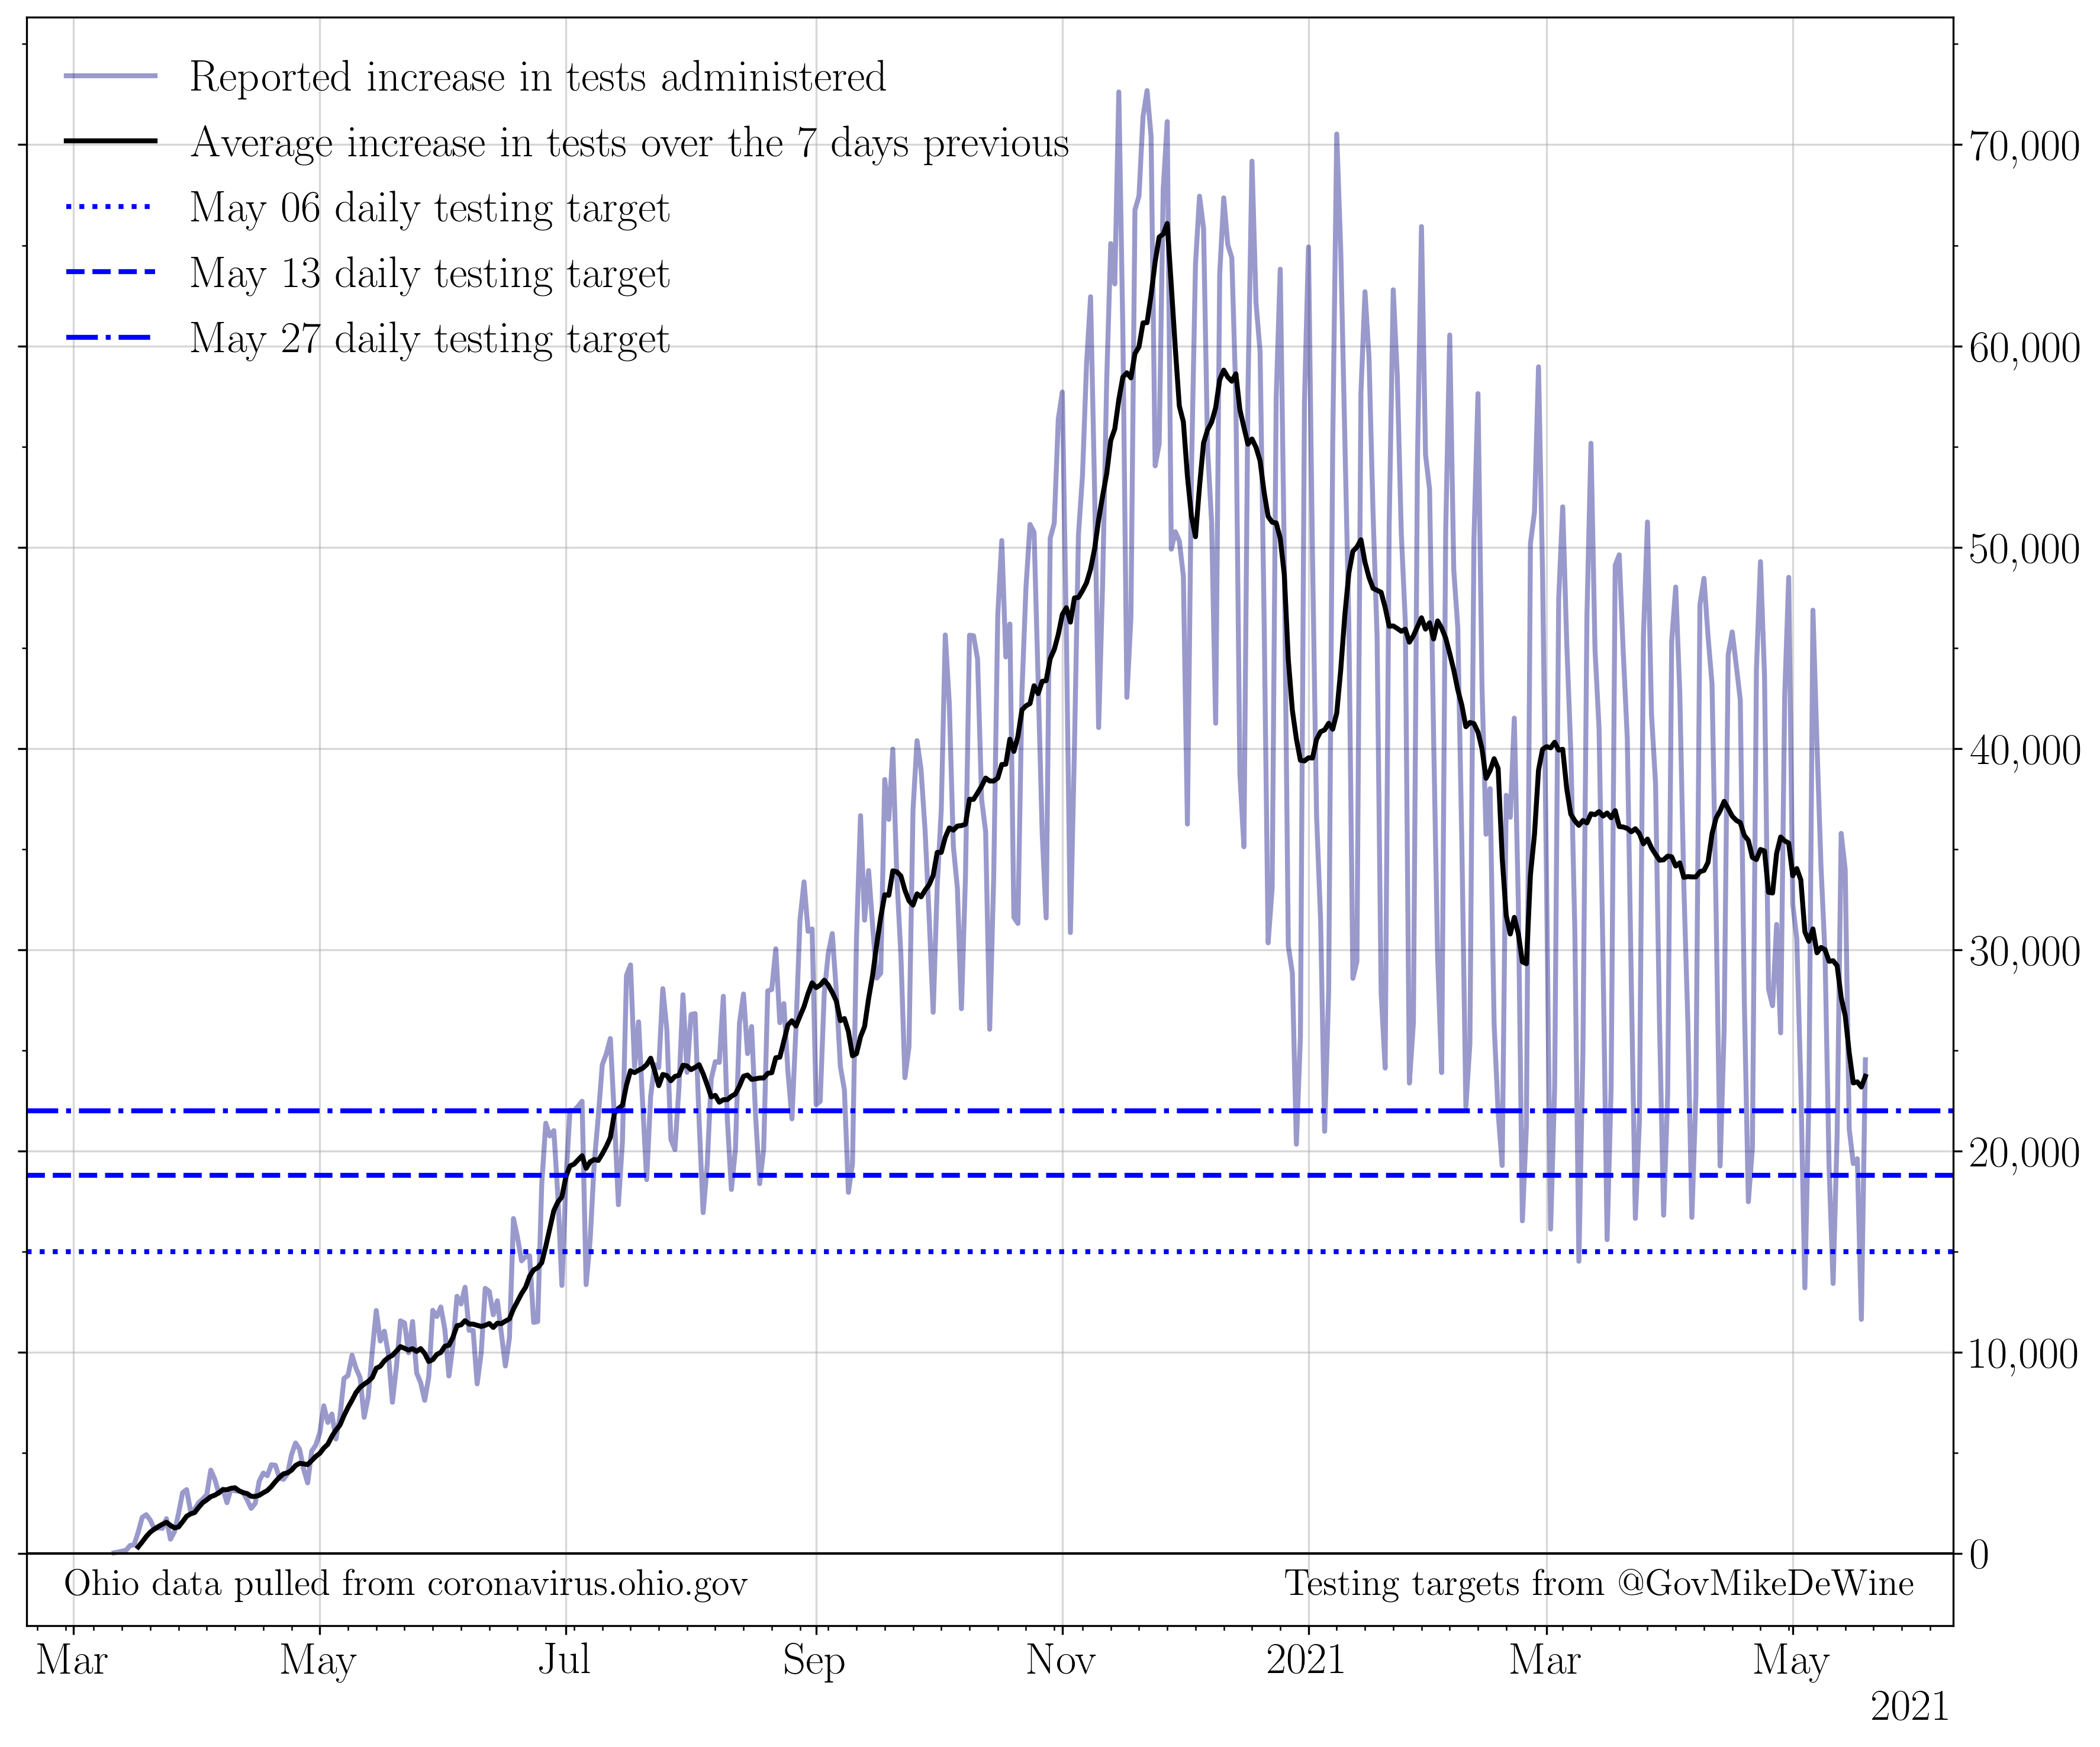 Reported increase in tests administered
Average increase in tests over the 7 days previous
May 06 daily testing target
May 13 daily testing target
May 27 daily testing target
70,000
60,000
50,000
40,000
30,000
20,000
10,000
0
Ohio data pulled from coronavirus.ohio.gov
Testing targets from @GovMikeDeWine
Mar May Jul Sep Nov 2021 Mar May
2021